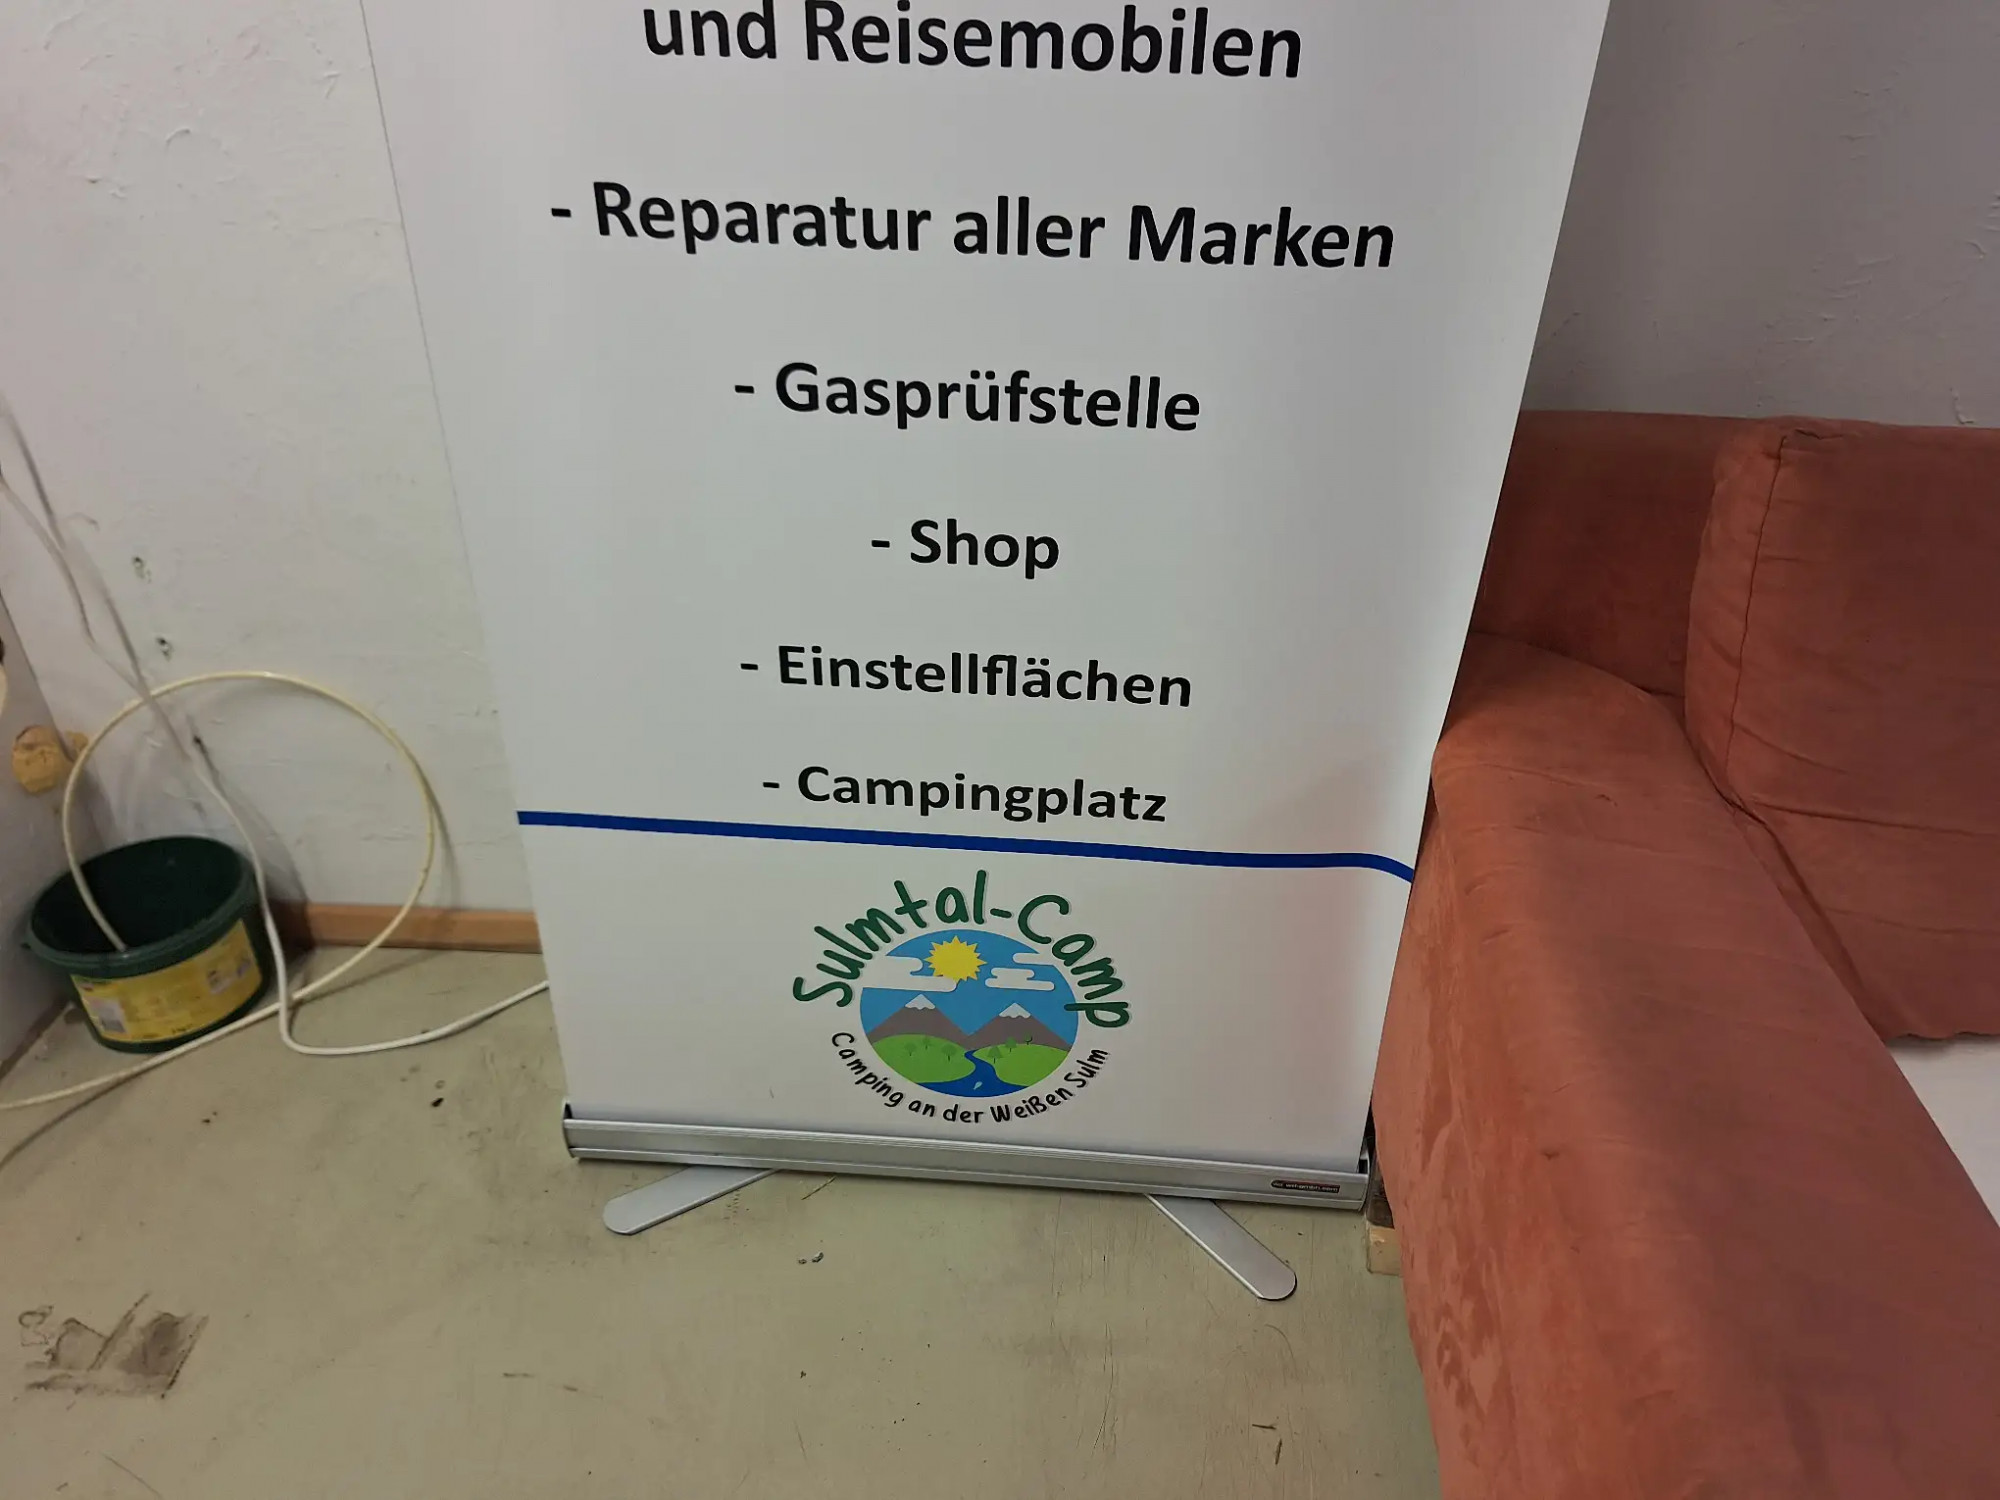 und Reisemobilen
- Reparatur aller Marken
- Gasprüfstelle
- Shop
- Einstellflächen
- Campingplatz
Sulmtal-Camp
Camping an der Weißen Sulm